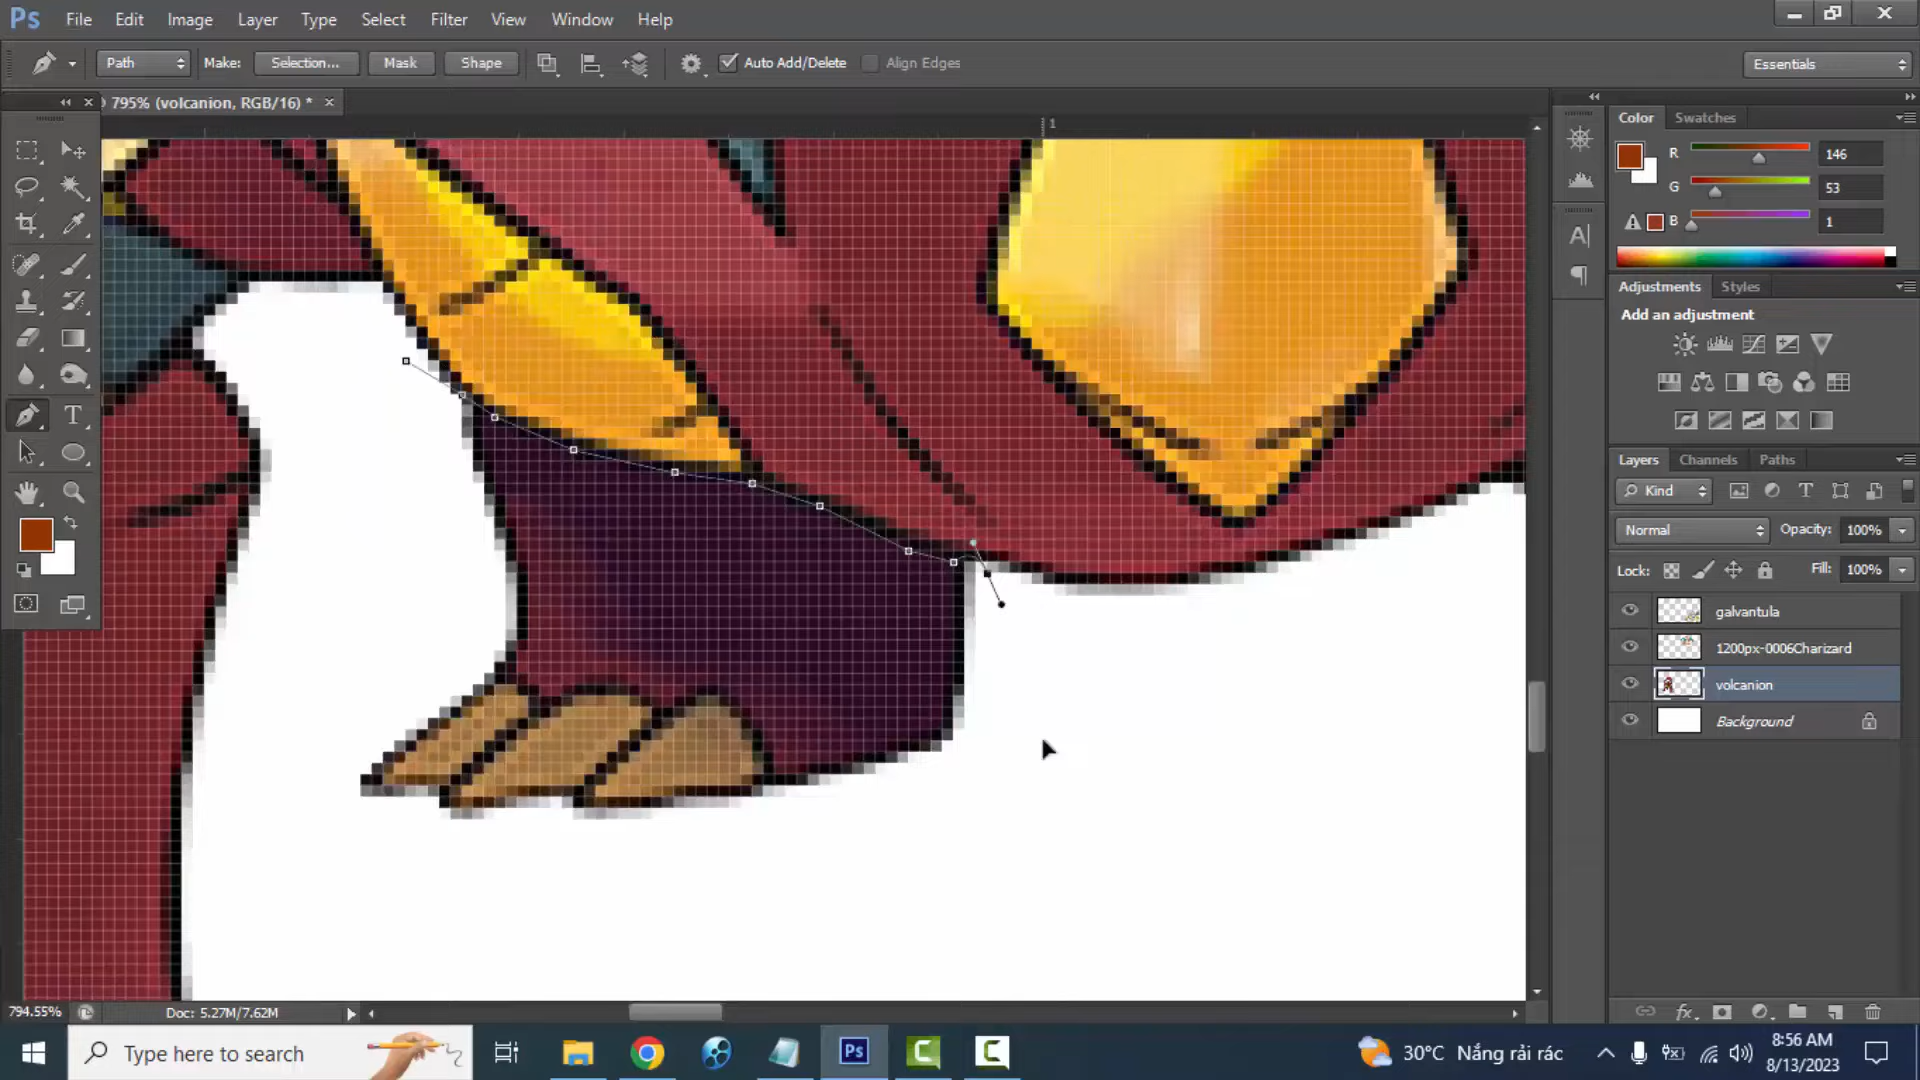 Ps File Edit Image Layer Type Select Filter View Window Help
Path Make: Selection... Mask Shape Auto Add/Delete Align Edges Essentials
795% (volcanion, RGB/16) * ×
1
Color Swatches
R 146
G 53
B 1
Adjustments Styles
Add an adjustment
Layers Channels Paths
Kind
Normal Opacity: 100%
Lock: Fill: 100%
galvantula
1200px-0006Charizard
volcanion
Background
794.55% Doc: 5.27M/7.62M
Type here to search
Ps
30°C Nắng rải rác
8:56 AM
8/13/2023